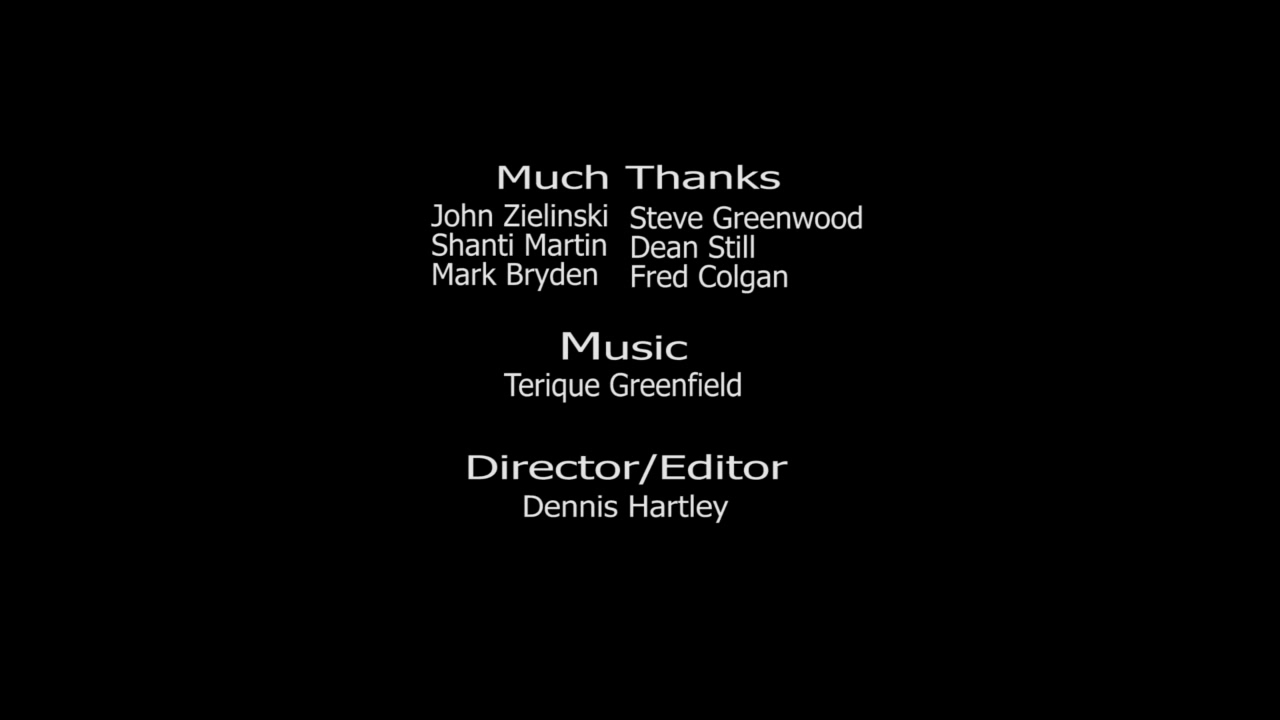 Much Thanks
John Zielinski Steve Greenwood
Shanti Martin Dean Still
Mark Bryden Fred Colgan
Music
Terique Greenfield
Director/Editor
Dennis Hartley